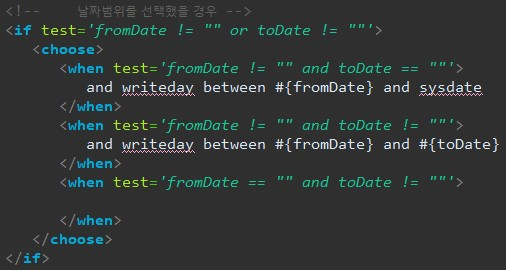 <!--    날짜범위를 선택했을 경우 -->
<if test='fromDate != "" or toDate != ""'>
   <choose>
      <when test='fromDate != "" and toDate == ""'>
         and writeday between #{fromDate} and sysdate
      </when>
      <when test='fromDate != "" and toDate != ""'>
         and writeday between #{fromDate} and #{toDate}
      </when>
      <when test='fromDate == "" and toDate != ""'>
      </when>
   </choose>
</if>